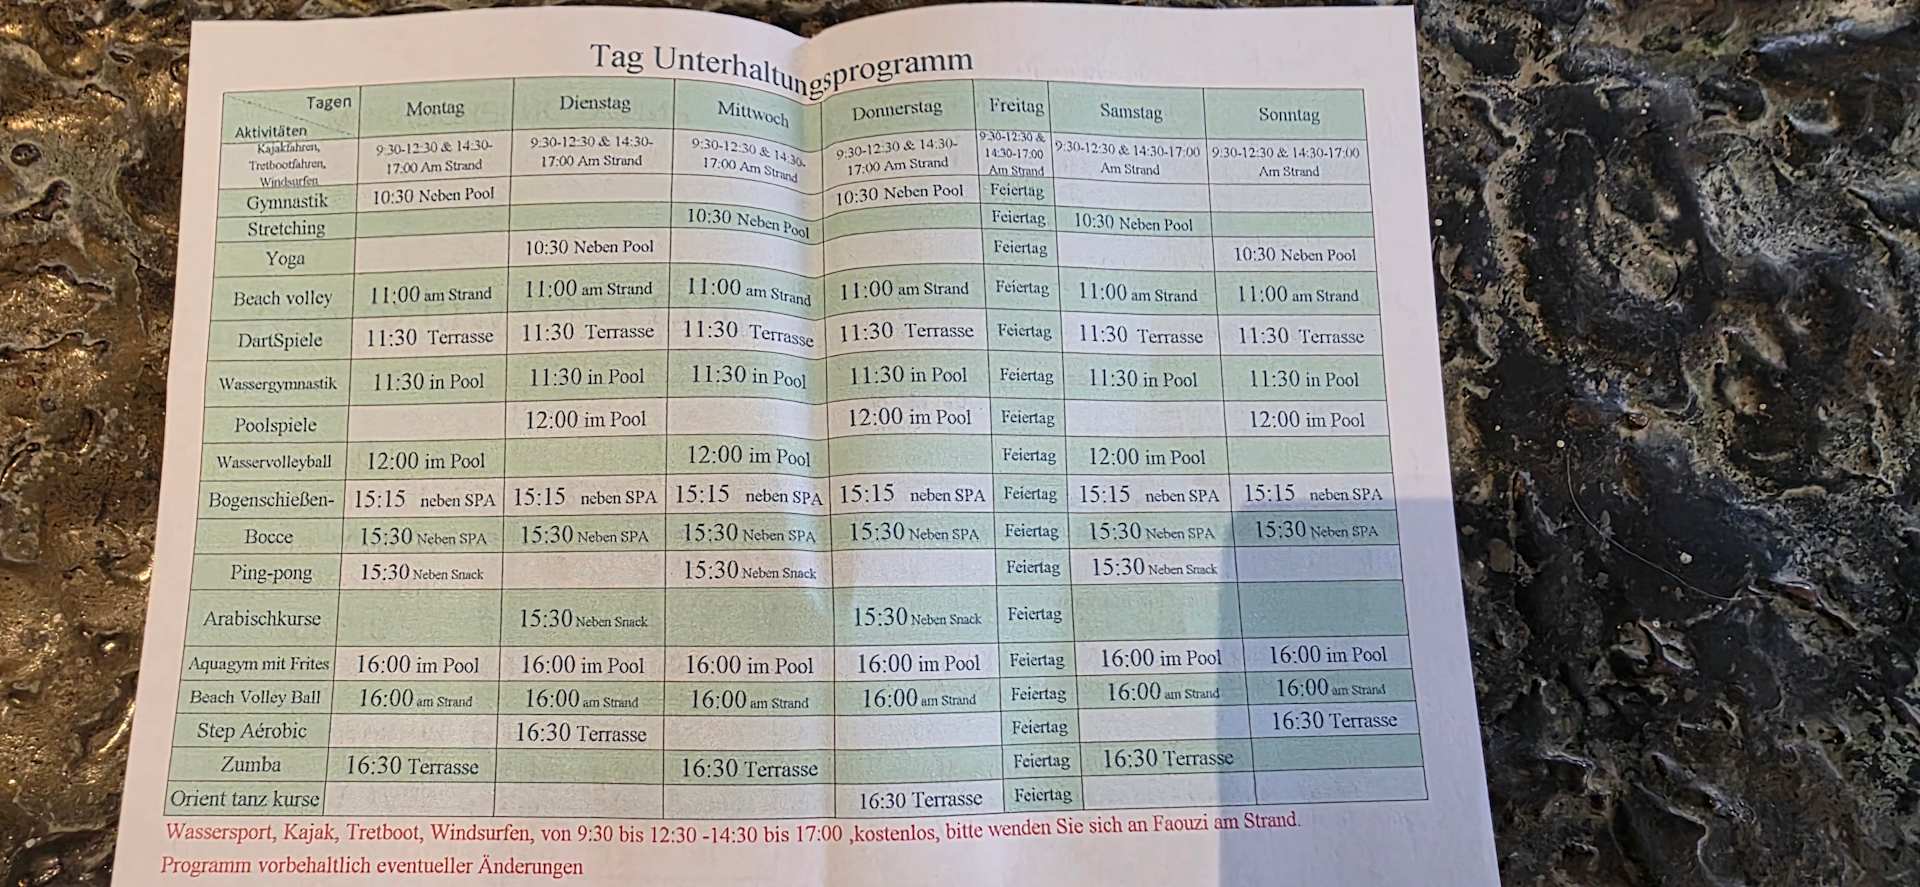 Tag Unterhaltungsprogramm
Tagen Montag Dienstag Mittwoch Donnerstag Freitag Samstag Sonntag
Aktivitäten
Kajakfahren, Tretbootfahren, Windsurfen 9:30-12:30 & 14:30-17:00 Am Strand 9:30-12:30 & 14:30-17:00 Am Strand 9:30-12:30 & 14:30-17:00 Am Strand 9:30-12:30 & 14:30-17:00 Am Strand 9:30-12:30 & 14:30-17:00 Am Strand 9:30-12:30 & 14:30-17:00 Am Strand 9:30-12:30 & 14:30-17:00 Am Strand
Gymnastik 10:30 Neben Pool 10:30 Neben Pool Feiertag
Stretching 10:30 Neben Pool Feiertag 10:30 Neben Pool
Yoga 10:30 Neben Pool Feiertag 10:30 Neben Pool
Beach volley 11:00 am Strand 11:00 am Strand 11:00 am Strand 11:00 am Strand Feiertag 11:00 am Strand 11:00 am Strand
DartSpiele 11:30 Terrasse 11:30 Terrasse 11:30 Terrasse 11:30 Terrasse Feiertag 11:30 Terrasse 11:30 Terrasse
Wassergymnastik 11:30 in Pool 11:30 in Pool 11:30 in Pool 11:30 in Pool Feiertag 11:30 in Pool 11:30 in Pool
Poolspiele 12:00 im Pool 12:00 im Pool Feiertag 12:00 im Pool
Wasservolleyball 12:00 im Pool 12:00 im Pool Feiertag 12:00 im Pool
Bogenschießen- 15:15 neben SPA 15:15 neben SPA 15:15 neben SPA 15:15 neben SPA Feiertag 15:15 neben SPA 15:15 neben SPA
Bocce 15:30 Neben SPA 15:30 Neben SPA 15:30 Neben SPA 15:30 Neben SPA Feiertag 15:30 Neben SPA 15:30 Neben SPA
Ping-pong 15:30 Neben Snack 15:30 Neben Snack Feiertag 15:30 Neben Snack
Arabischkurse 15:30 Neben Snack 15:30 Neben Snack Feiertag
Aquagym mit Frites 16:00 im Pool 16:00 im Pool 16:00 im Pool 16:00 im Pool Feiertag 16:00 im Pool 16:00 im Pool
Beach Volley Ball 16:00 am Strand 16:00 am Strand 16:00 am Strand 16:00 am Strand Feiertag 16:00 am Strand 16:00 am Strand
Step Aérobic 16:30 Terrasse Feiertag 16:30 Terrasse
Zumba 16:30 Terrasse 16:30 Terrasse Feiertag 16:30 Terrasse
Orient tanz kurse 16:30 Terrasse Feiertag
Wassersport, Kajak, Tretboot, Windsurfen, von 9:30 bis 12:30 -14:30 bis 17:00 ,kostenlos, bitte wenden Sie sich an Faouzi am Strand.
Programm vorbehaltlich eventueller Änderungen